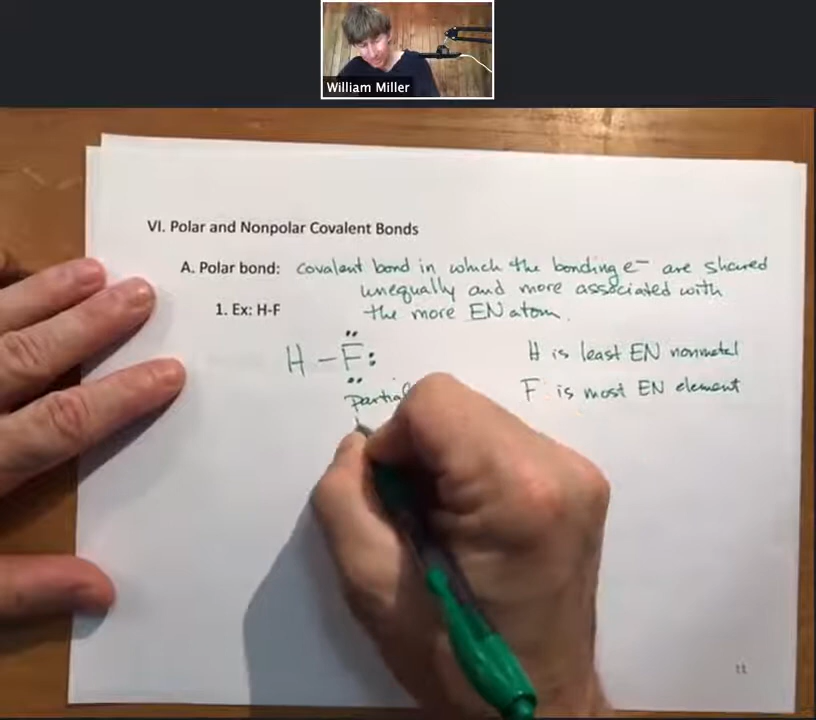 William Miller
VI. Polar and Nonpolar Covalent Bonds
A. Polar bond: covalent bond in which the bonding e⁻ are shared
unequally and more associated with
the more EN atom.
1. Ex: H-F
H – F
H is least EN nonmetal
F is most EN element
Partial
11